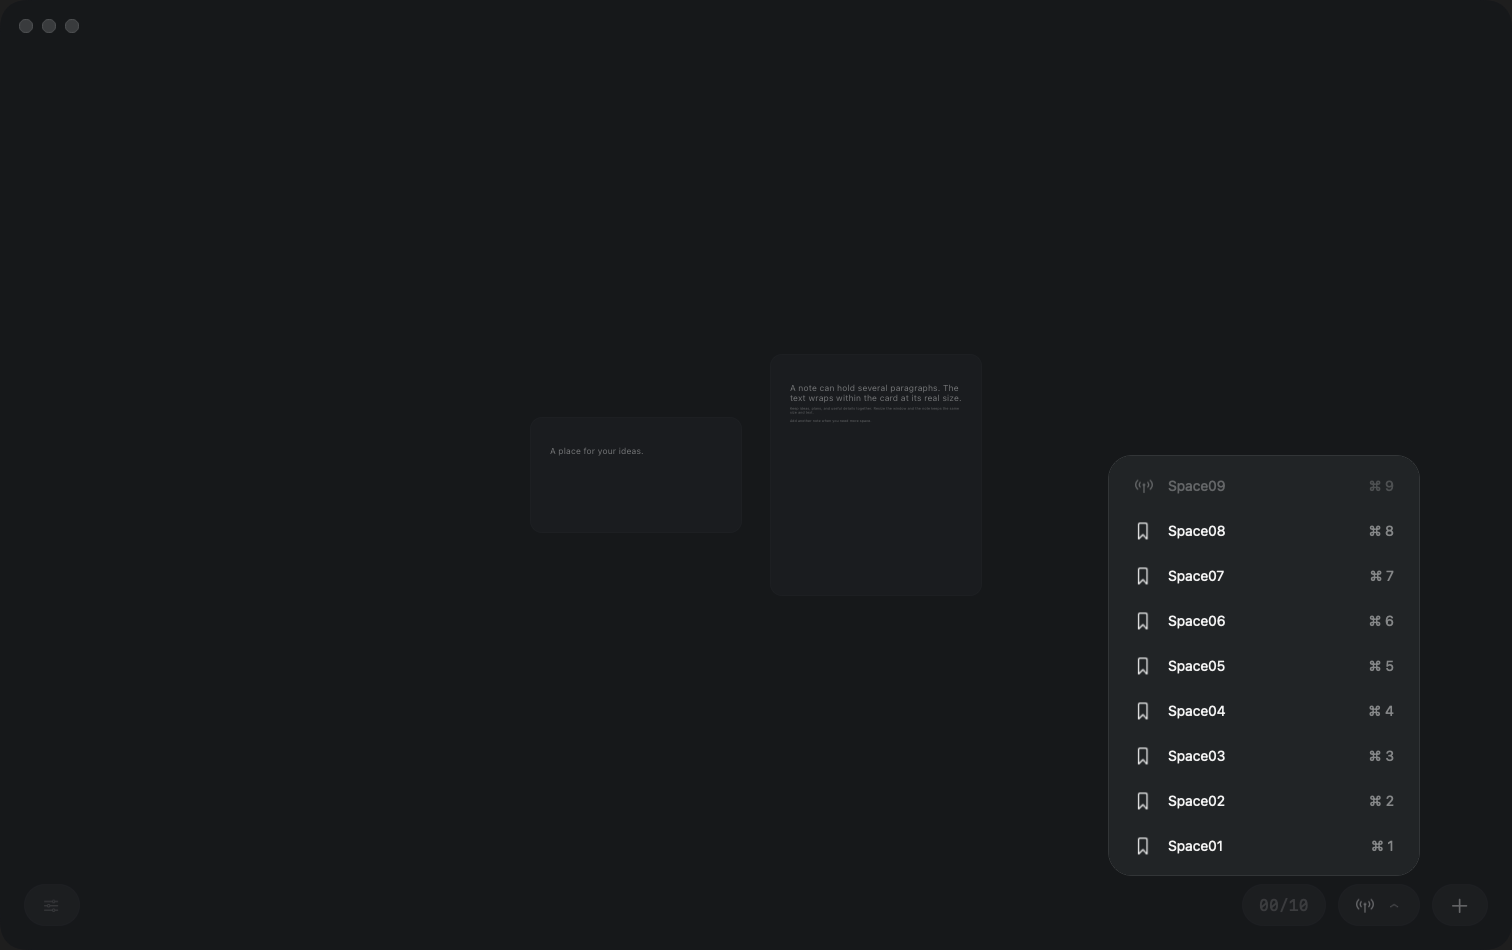 A note can hold several paragraphs. The
text wraps within the card at its real size.
A place for your ideas.
Space09 ⌘ 9
Space08 ⌘ 8
Space07 ⌘ 7
Space06 ⌘ 6
Space05 ⌘ 5
Space04 ⌘ 4
Space03 ⌘ 3
Space02 ⌘ 2
Space01 ⌘ 1
00/10